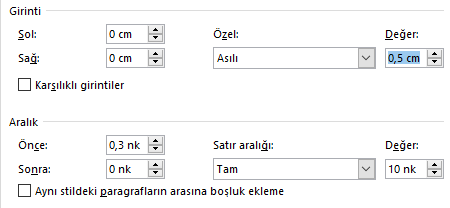 Girinti
Sol: 0 cm Özel: Değer:
Sağ: 0 cm Asılı 0,5 cm
Karşılıklı girintiler
Aralık
Önce: 0,3 nk Satır aralığı: Değer:
Sonra: 0 nk Tam 10 nk
Aynı stildeki paragrafların arasına boşluk ekleme